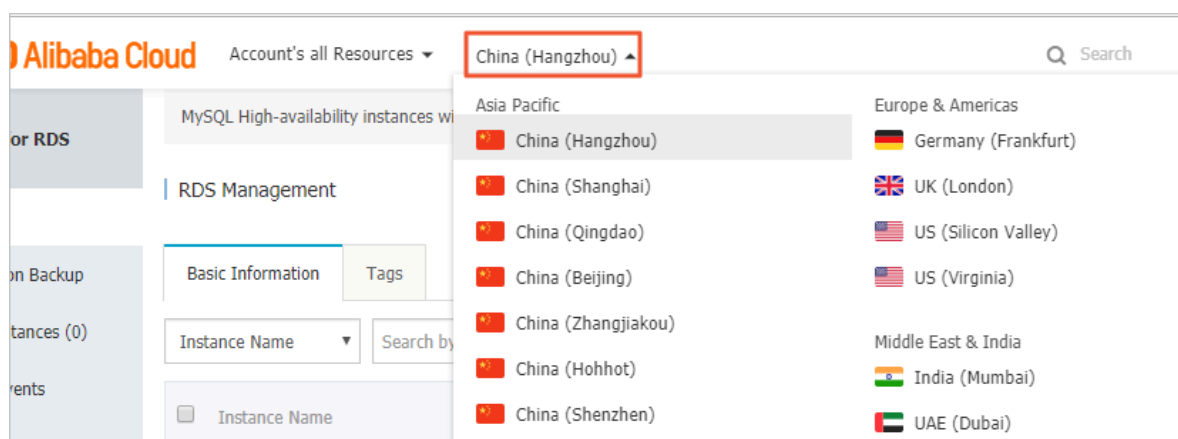 Alibaba Cloud Account's all Resources China (Hangzhou) Search
MySQL High-availability instances wi
or RDS
RDS Management
Basic Information Tags
on Backup
tances (0)
vents
Instance Name Search by
Instance Name
Asia Pacific
China (Hangzhou)
China (Shanghai)
China (Qingdao)
China (Beijing)
China (Zhangjiakou)
China (Hohhot)
China (Shenzhen)
Europe & Americas
Germany (Frankfurt)
UK (London)
US (Silicon Valley)
US (Virginia)
Middle East & India
India (Mumbai)
UAE (Dubai)